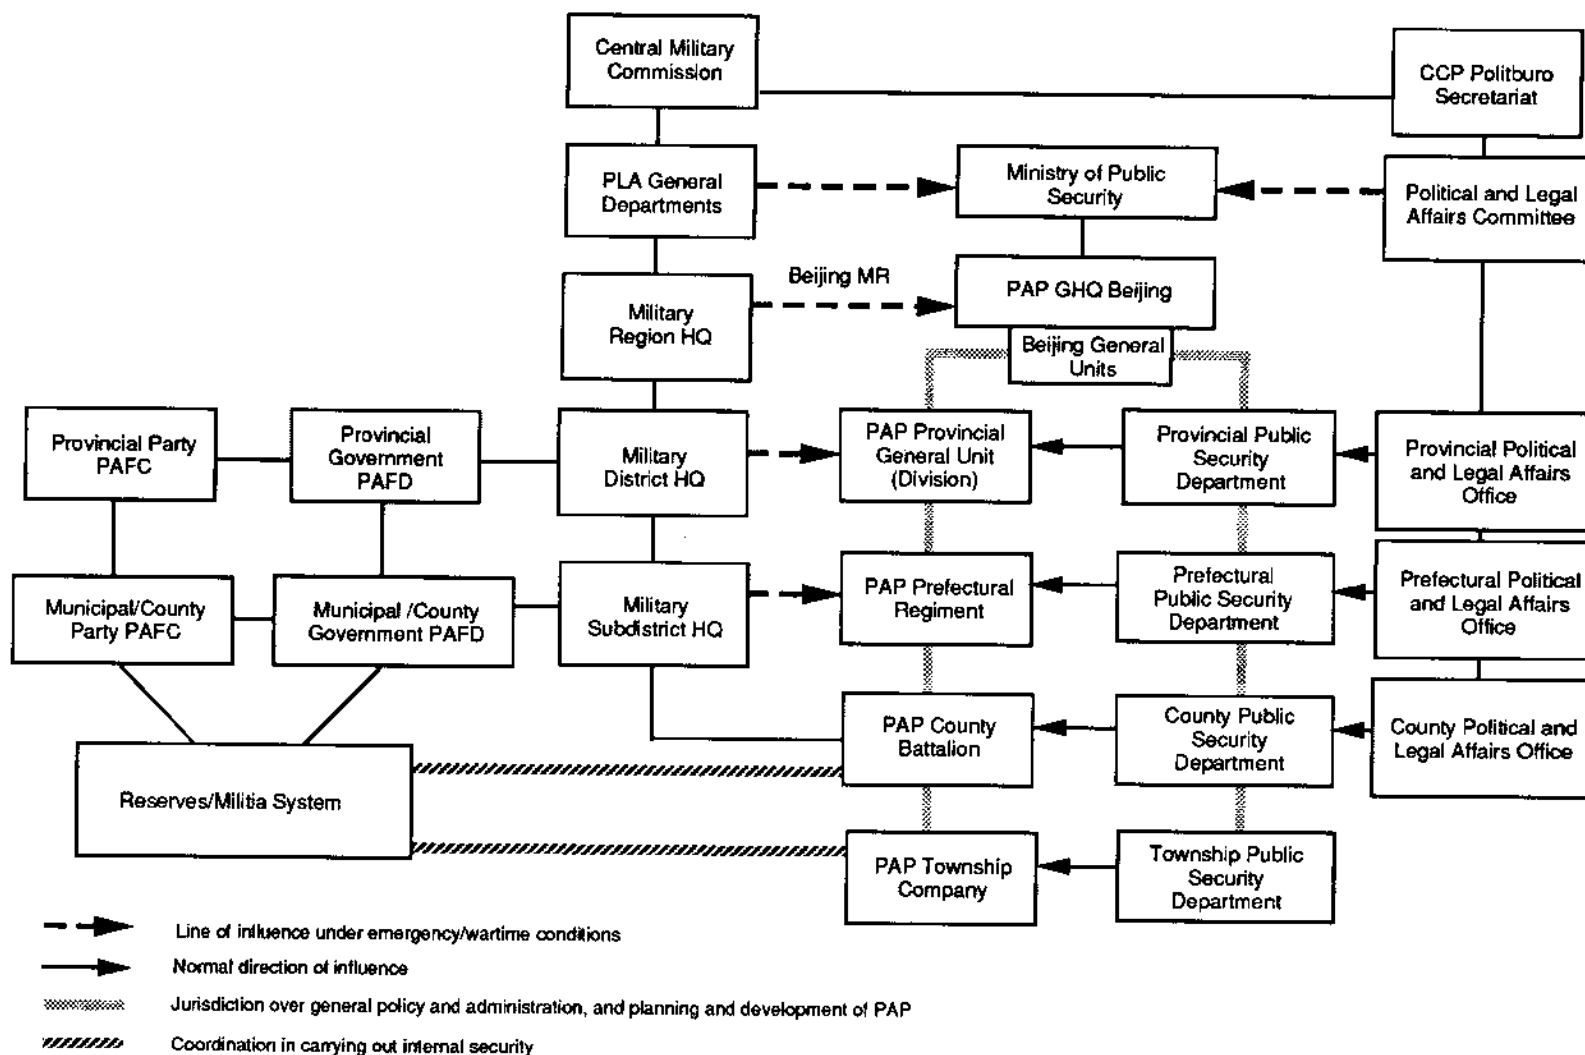 Central Military
Commission
CCP Politburo
Secretariat
PLA General
Departments
Ministry of Public
Security
Political and Legal
Affairs Committee
Beijing MR
Military
Region HQ
PAP GHQ Beijing
Beijing General
Units
Provincial Party
PAFC
Provincial
Government
PAFD
Military
District HQ
PAP Provincial
General Unit
(Division)
Provincial Public
Security
Department
Provincial Political
and Legal Affairs
Office
Municipal/County
Party PAFC
Municipal /County
Government PAFD
Military
Subdistrict HQ
PAP Prefectural
Regiment
Prefectural
Public Security
Department
Prefectural Political
and Legal Affairs
Office
PAP County
Battalion
County Public
Security
Department
County Political and
Legal Affairs Office
Reserves/Militia System
PAP Township
Company
Township Public
Security
Department
Line of influence under emergency/wartime conditions
Normal direction of influence
Jurisdiction over general policy and administration, and planning and development of PAP
Coordination in carrying out internal security